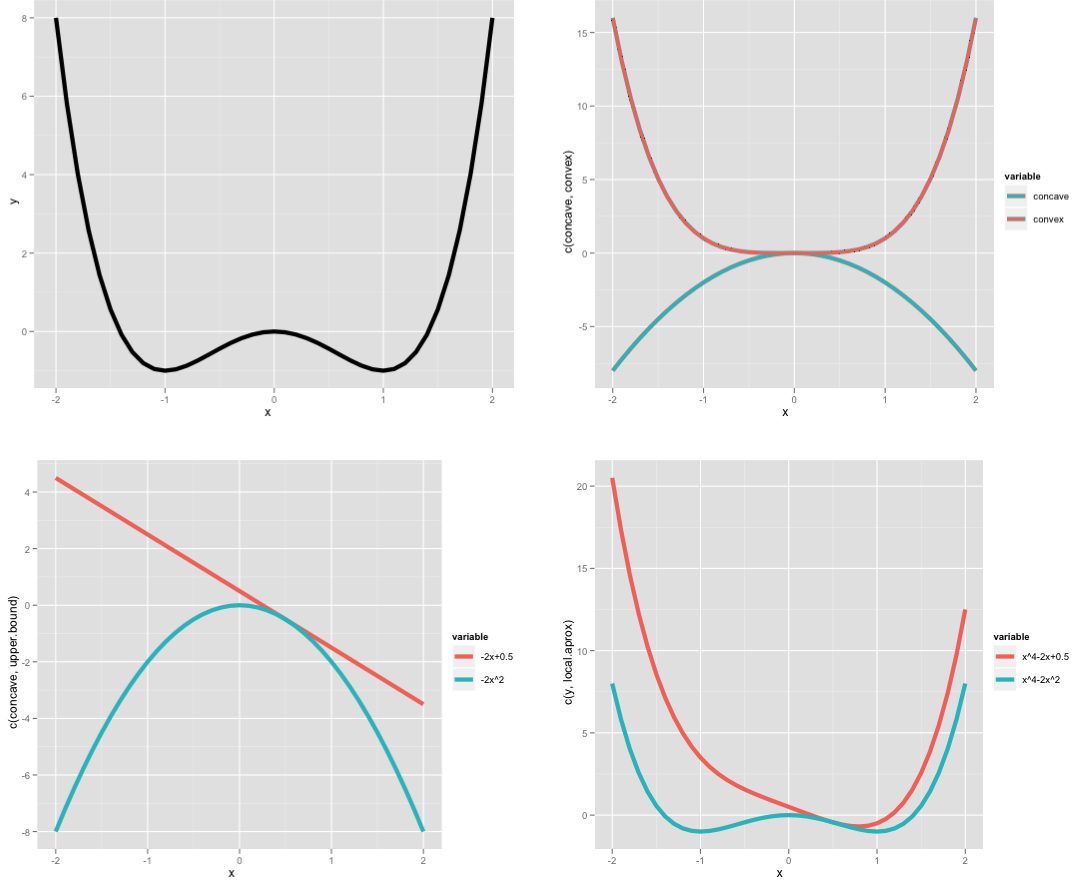 8
6
4
2
0
y
-2
-1
0
1
2
x
15
10
5
0
-5
c(concave, convex)
-2
-1
0
1
2
x
variable
concave
convex
4
2
0
-2
-4
-6
-8
c(concave, upper.bound)
-2
-1
0
1
2
x
variable
-2x+0.5
-2x^2
20
15
10
5
0
c(y, local.aprox)
-2
-1
0
1
2
x
variable
x^4-2x+0.5
x^4-2x^2